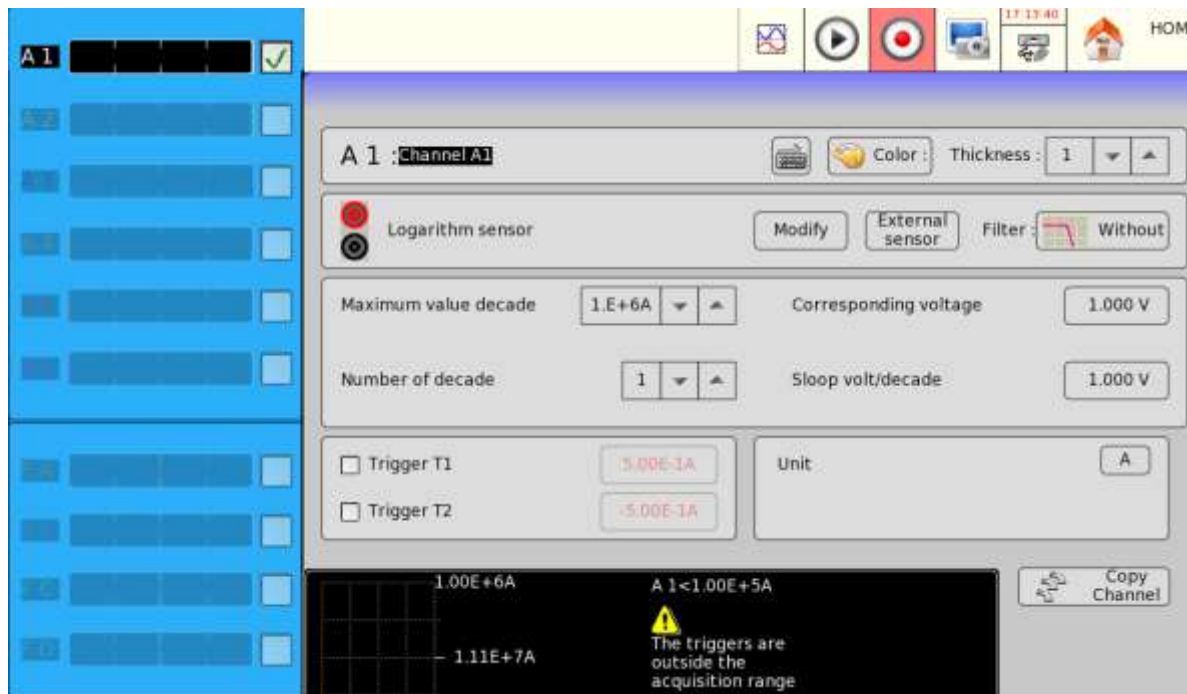 17 13 40
HOM
A 1
A 1 : Channel A1
Color :
Thickness : 1
Logarithm sensor
Modify
External
sensor
Filter :
Without
Maximum value decade
1.E+6A
Corresponding voltage
1.000 V
Number of decade
1
Sloop volt/decade
1.000 V
Trigger T1
5.00E-1A
Unit
A
Trigger T2
-5.00E-1A
1.00E+6A
A 1<1.00E+5A
Copy
Channel
1.11E+7A
The triggers are
outside the
acquisition range